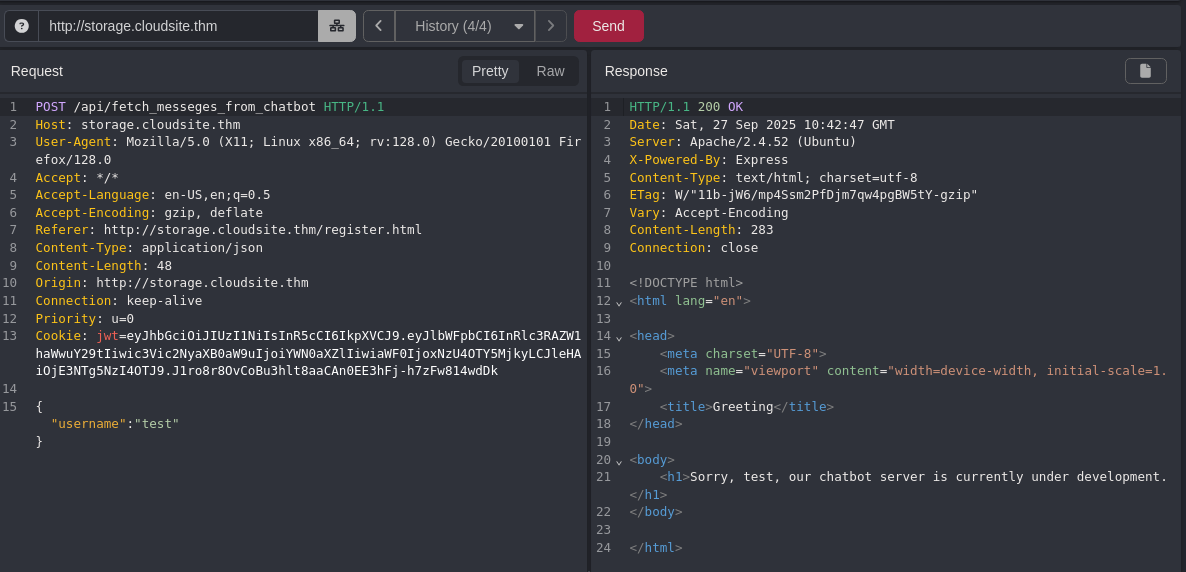 http://storage.cloudsite.thm
History (4/4)
Send
Request
Pretty
Raw
1 POST /api/fetch_messeges_from_chatbot HTTP/1.1
2 Host: storage.cloudsite.thm
3 User-Agent: Mozilla/5.0 (X11; Linux x86_64; rv:128.0) Gecko/20100101 Fir
efox/128.0
4 Accept: */*
5 Accept-Language: en-US,en;q=0.5
6 Accept-Encoding: gzip, deflate
7 Referer: http://storage.cloudsite.thm/register.html
8 Content-Type: application/json
9 Content-Length: 48
10 Origin: http://storage.cloudsite.thm
11 Connection: keep-alive
12 Priority: u=0
13 Cookie: jwt=eyJhbGciOiJIUzI1NiIsInR5cCI6IkpXVCJ9.eyJlbWFpbCI6InRlc3RAZW1
haWwuY29tIiwic3Vic2NyaXB0aW9uIjoiYWN0aXZlIiwiaWF0IjoxNzU4OTY5MjkyLCJleHA
iOjE3NTg5NzI4OTJ9.J1ro8r8OvCoBu3hlt8aaCAn0EE3hFj-h7zFw814wdDk
14
15 {
"username":"test"
}
Response
1 HTTP/1.1 200 OK
2 Date: Sat, 27 Sep 2025 10:42:47 GMT
3 Server: Apache/2.4.52 (Ubuntu)
4 X-Powered-By: Express
5 Content-Type: text/html; charset=utf-8
6 ETag: W/"11b-jW6/mp4Ssm2PfDjm7qw4pgBW5tY-gzip"
7 Vary: Accept-Encoding
8 Content-Length: 283
9 Connection: close
10
11 <!DOCTYPE html>
12 <html lang="en">
13
14 <head>
15 <meta charset="UTF-8">
16 <meta name="viewport" content="width=device-width, initial-scale=1.
0">
17 <title>Greeting</title>
18 </head>
19
20 <body>
21 <h1>Sorry, test, our chatbot server is currently under development.
</h1>
22 </body>
23
24 </html>